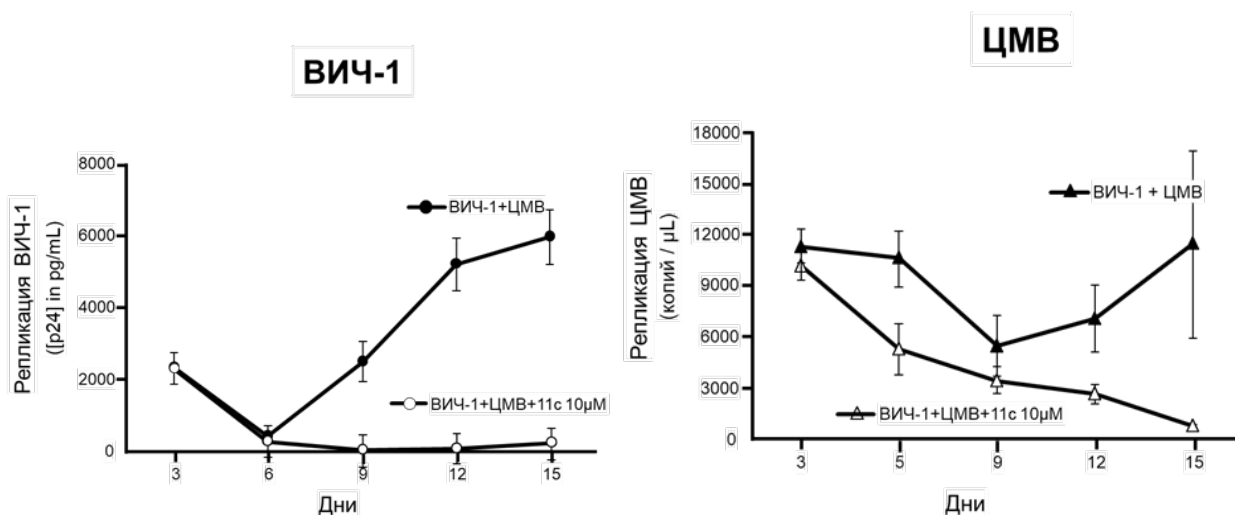 ВИЧ-1
Репликация ВИЧ-1
([p24] in pg/mL)
8000
6000
4000
2000
0
ВИЧ-1+ЦМВ
ВИЧ-1+ЦМВ+11c 10µM
3 6 9 12 15
Дни
ЦМВ
Репликация ЦМВ
(копий / µL)
18000
15000
12000
9000
6000
3000
0
ВИЧ-1 + ЦМВ
ВИЧ-1+ЦМВ+11c 10µM
3 5 9 12 15
Дни